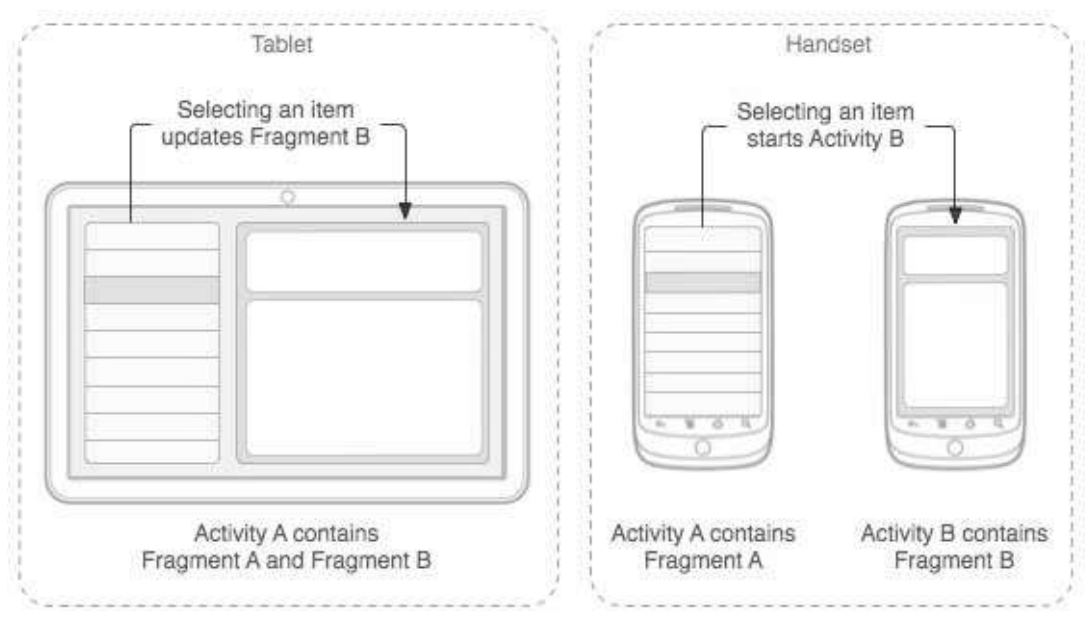 Tablet
Selecting an item
updates Fragment B
Activity A contains
Fragment A and Fragment B
Handset
Selecting an item
starts Activity B
Activity A contains
Fragment A
Activity B contains
Fragment B